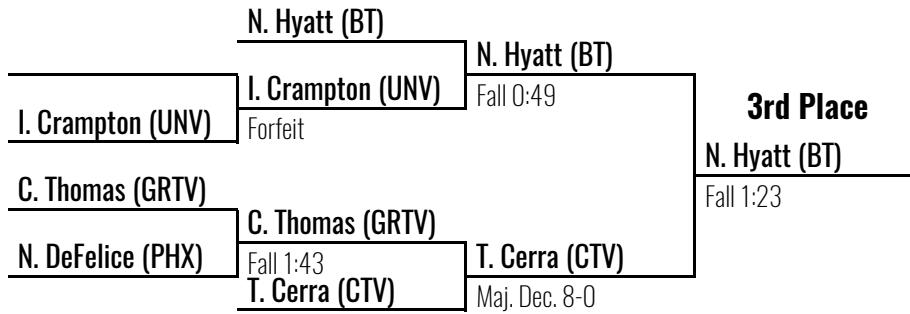 N. Hyatt (BT)
N. Hyatt (BT)
I. Crampton (UNV)
Fall 0:49
3rd Place
I. Crampton (UNV)
Forfeit
N. Hyatt (BT)
C. Thomas (GRTV)
Fall 1:23
C. Thomas (GRTV)
N. DeFelice (PHX)
Fall 1:43
T. Cerra (CTV)
T. Cerra (CTV)
Maj. Dec. 8-0